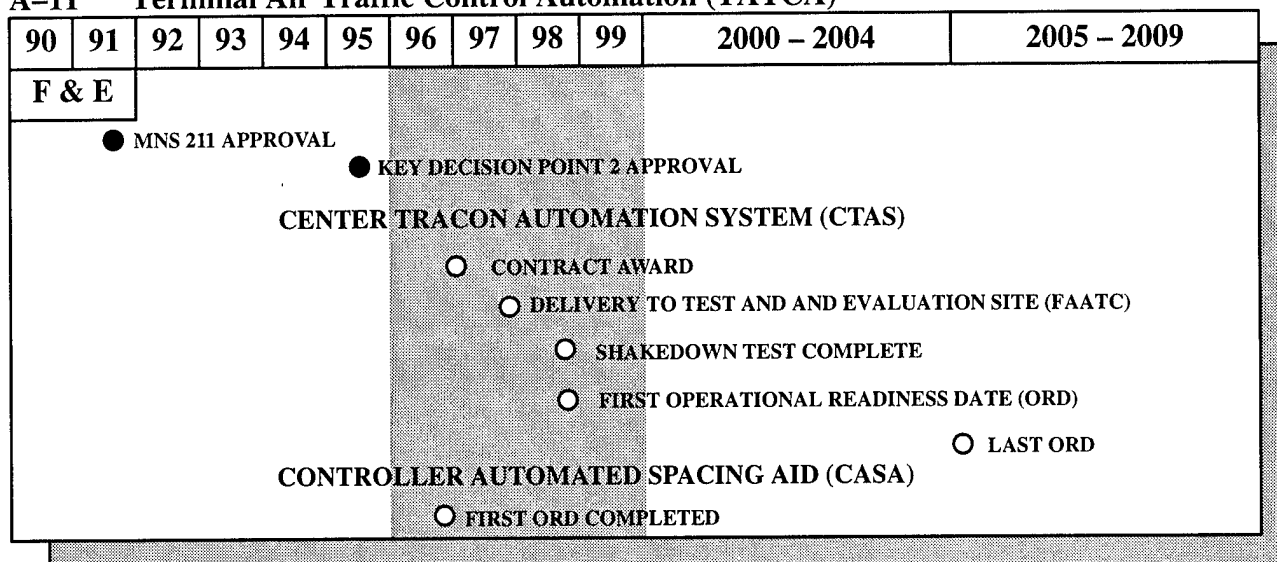 A–11 Terminal Air Traffic Control Automation (TATCA)
90 91 92 93 94 95 96 97 98 99 2000 – 2004 2005 – 2009
F & E
MNS 211 APPROVAL
KEY DECISION POINT 2 APPROVAL
CENTER TRACON AUTOMATION SYSTEM (CTAS)
CONTRACT AWARD
DELIVERY TO TEST AND AND EVALUATION SITE (FAATC)
SHAKEDOWN TEST COMPLETE
FIRST OPERATIONAL READINESS DATE (ORD)
LAST ORD
CONTROLLER AUTOMATED SPACING AID (CASA)
FIRST ORD COMPLETED